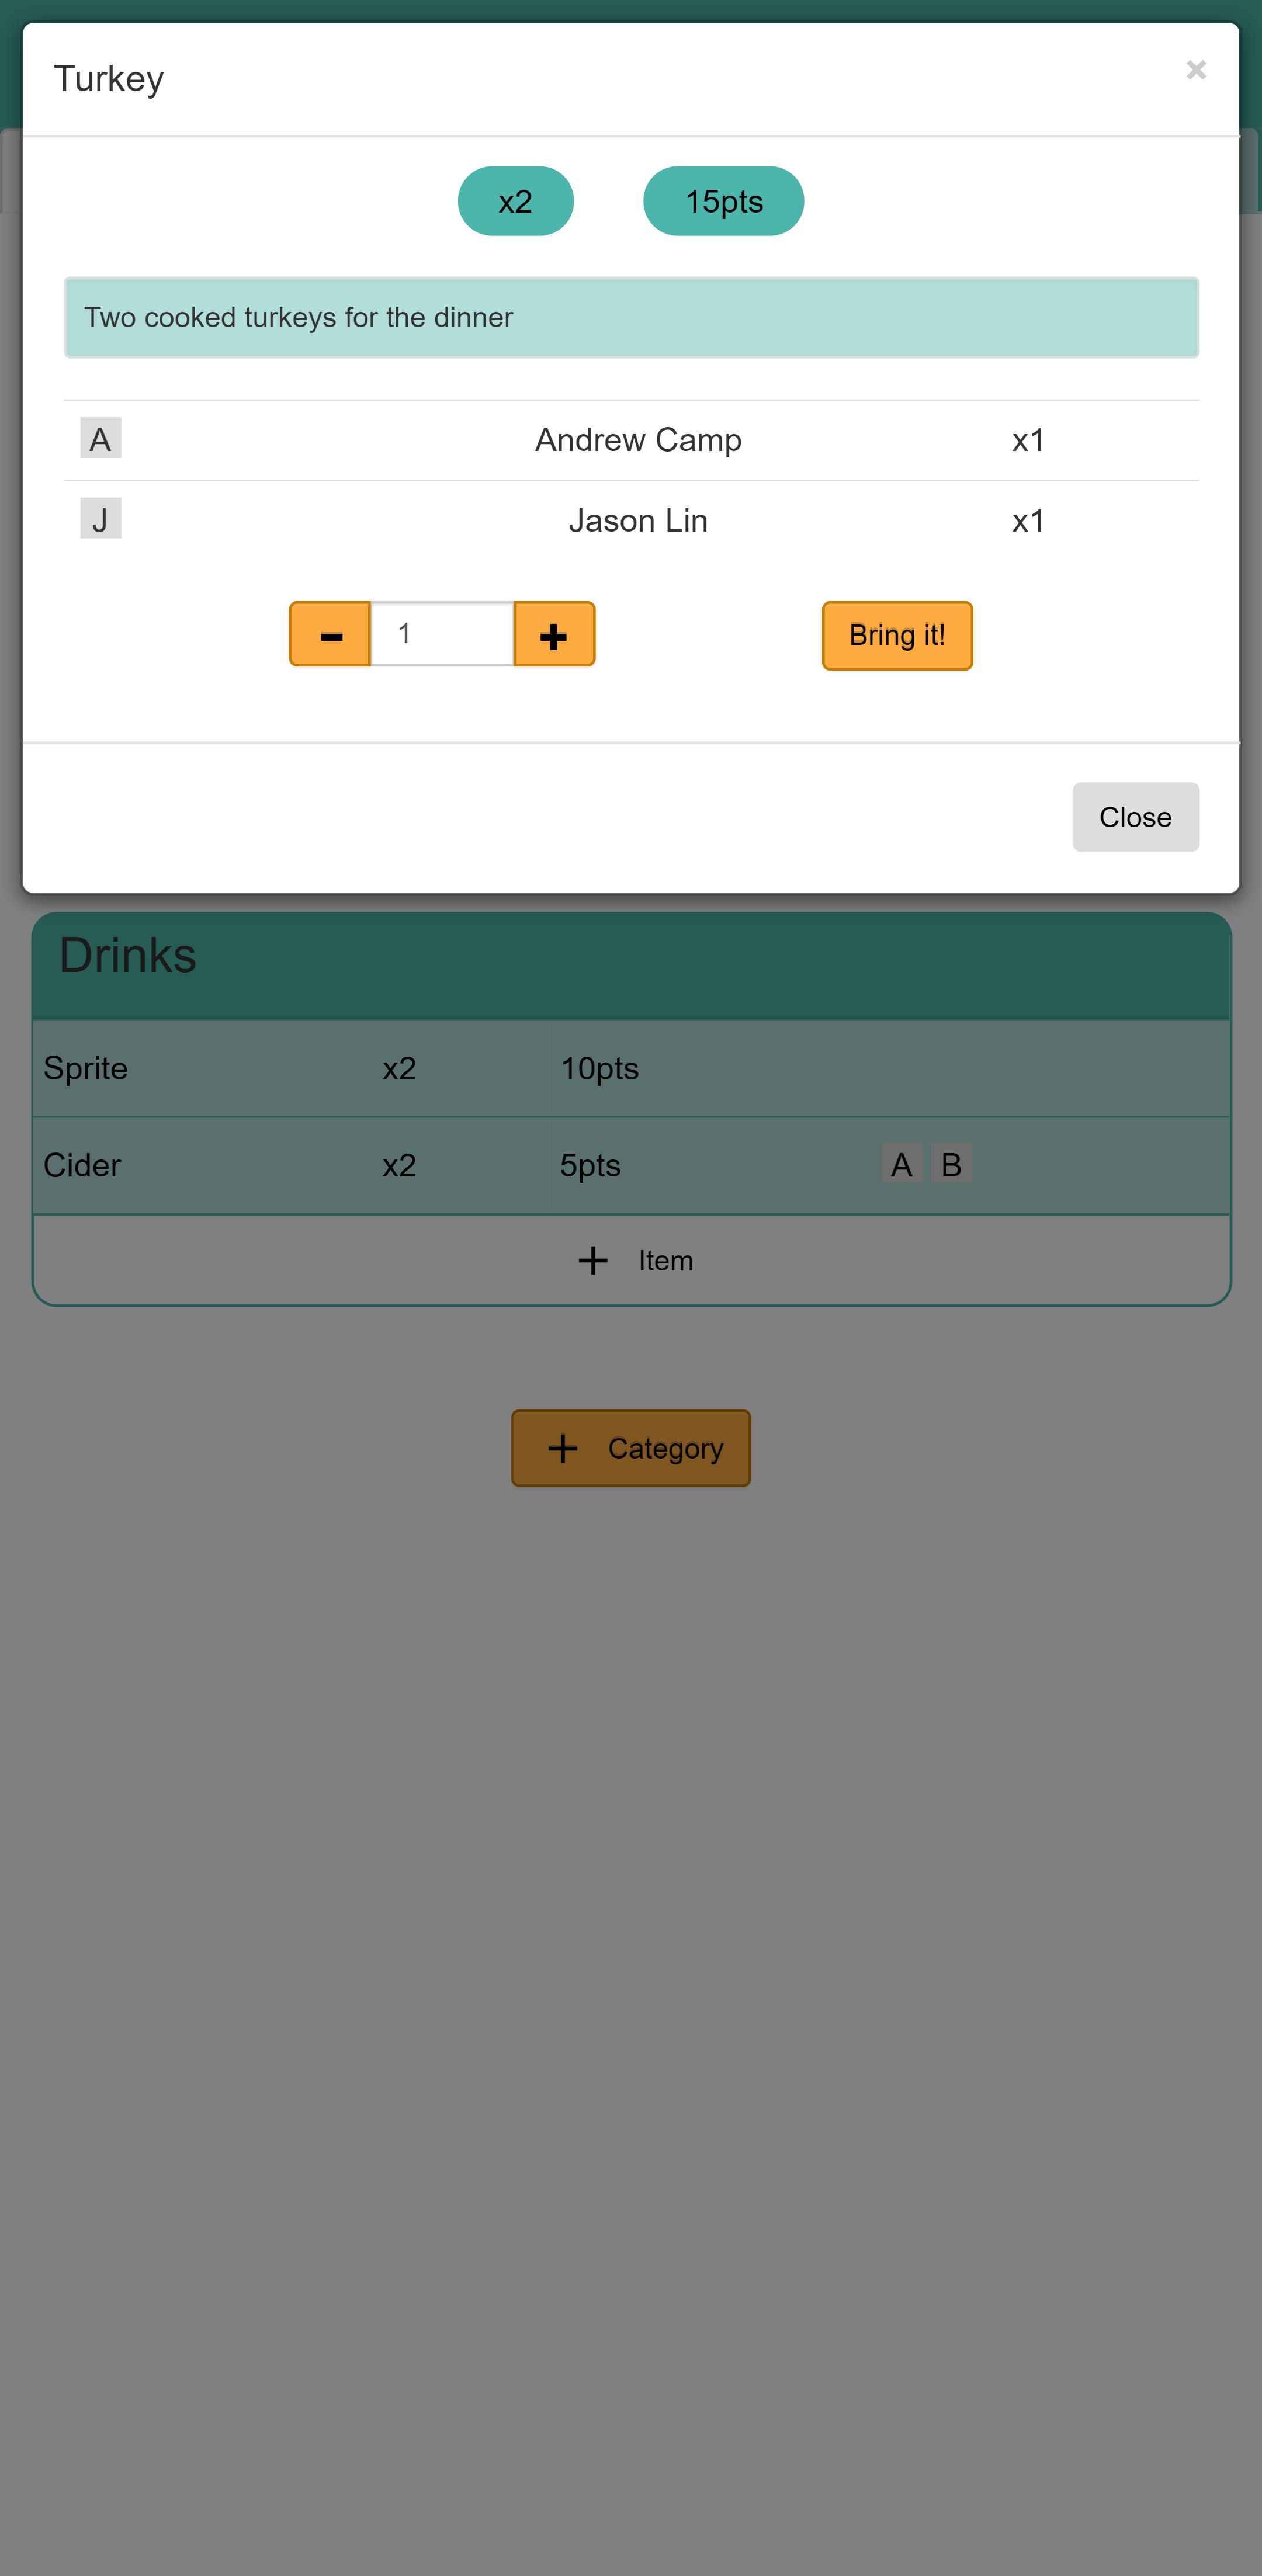 Turkey ×
x2 15pts
Two cooked turkeys for the dinner
A Andrew Camp x1
J Jason Lin x1
- 1 + Bring it!
Close
Drinks
Sprite x2 10pts
Cider x2 5pts A B
+ Item
+ Category